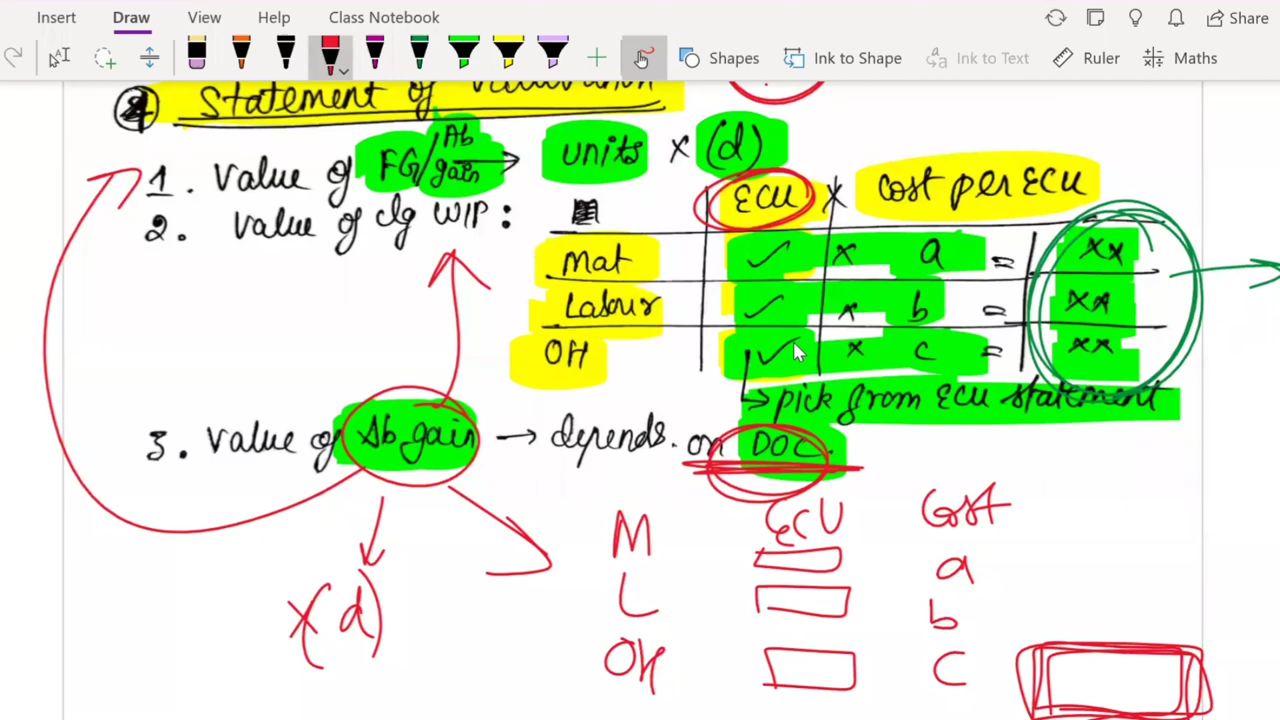 Insert Draw View Help Class Notebook Share
Shapes Ink to Shape Ink to Text Ruler Maths
Statement of Valuation
1. Value of FG/Ab gain → units × (d)
2. Value of clg WIP : ECU × Cost per ECU
Mat ✓ × a = xx
Labour ✓ × b = xx
OH ✓ × c = xx
→ pick from ECU statement
3. Value of Ab gain → depends on DOC.
ECU Cost
M a
L b
OH c
×(d)